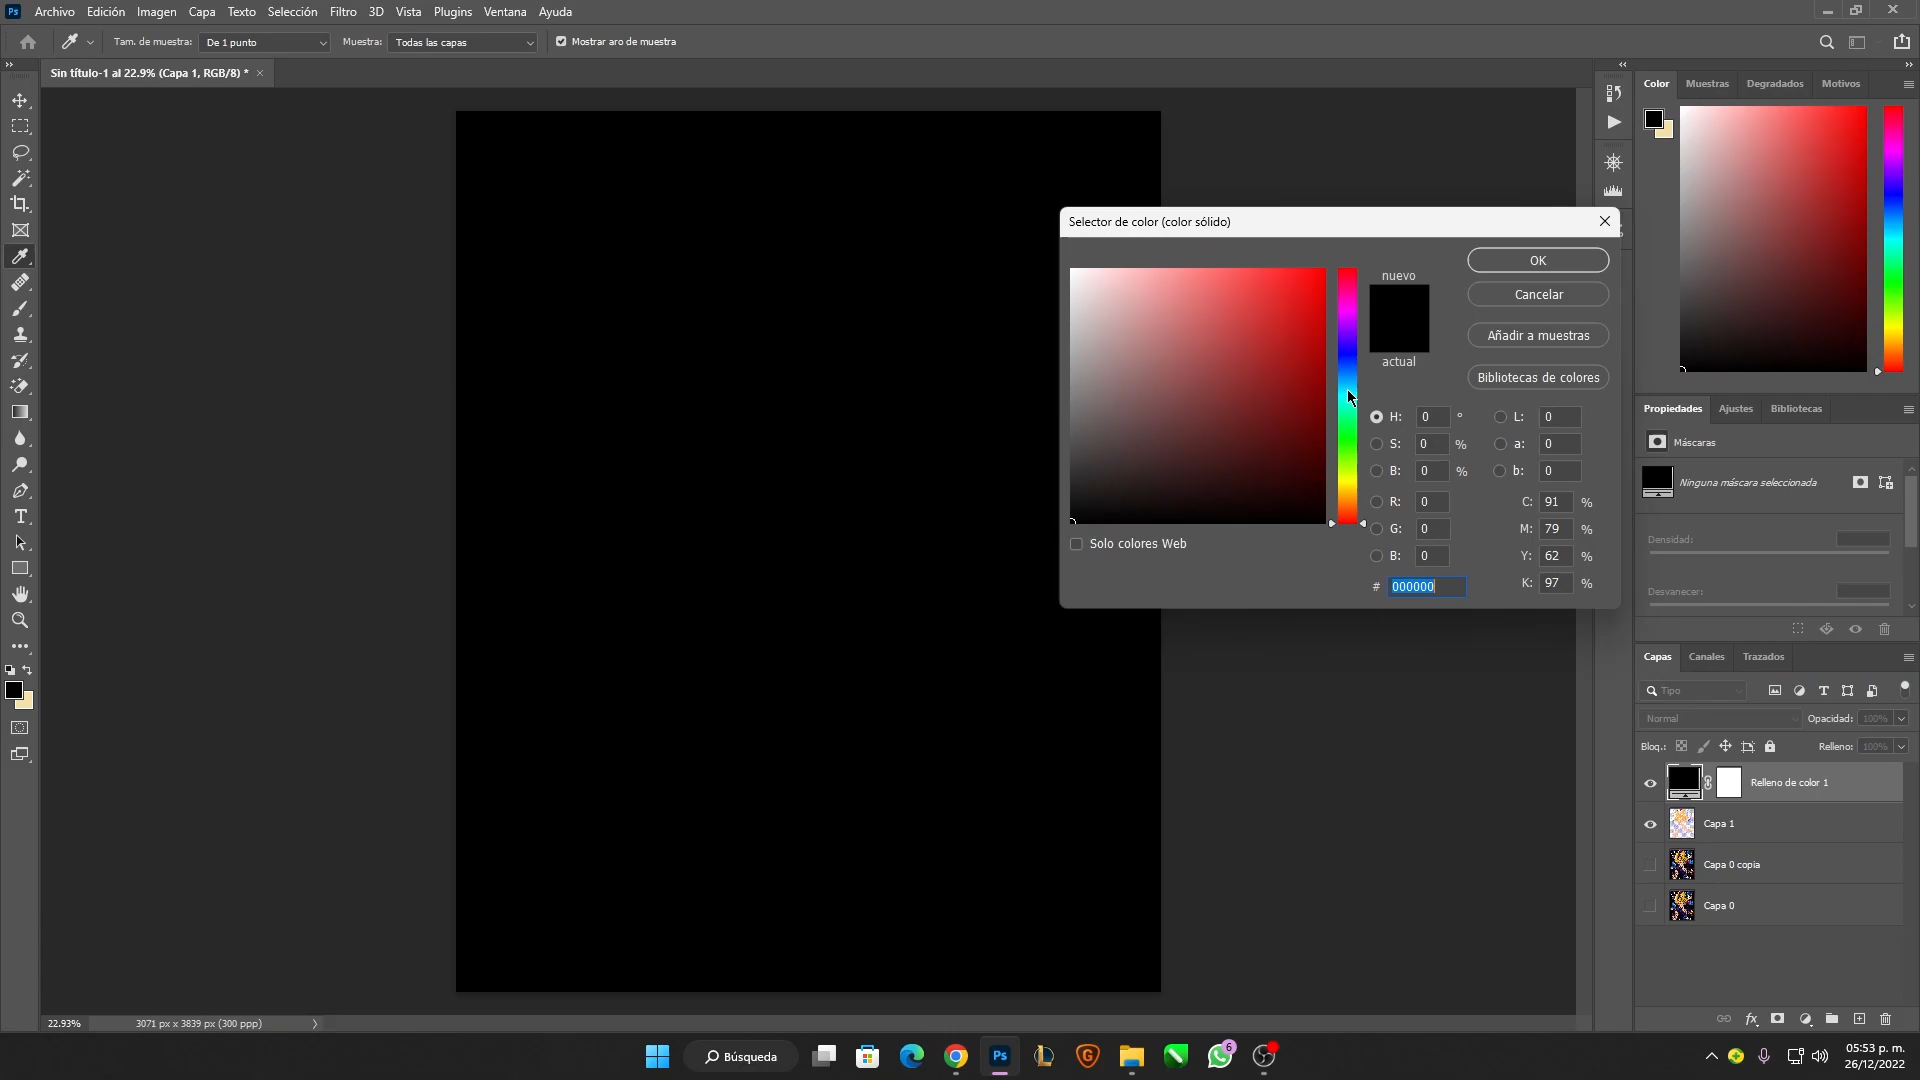 Ps Archivo Edición Imagen Capa Texto Selección Filtro 3D Vista Plugins Ventana Ayuda
Tam. de muestra: De 1 punto Muestra: Todas las capas Mostrar aro de muestra
Sin título-1 al 22.9% (Capa 1, RGB/8) *
Color Muestras Degradados Motivos
Selector de color (color sólido)
nuevo
actual
OK
Cancelar
Añadir a muestras
Bibliotecas de colores
H: 0 ° L: 0
S: 0 % a: 0
B: 0 % b: 0
R: 0 C: 91 %
G: 0 M: 79 %
B: 0 Y: 62 %
# 000000 K: 97 %
Solo colores Web
Propiedades Ajustes Bibliotecas
Máscaras
Ninguna máscara seleccionada
Densidad:
Desvanecer:
Capas Canales Trazados
Tipo
Normal Opacidad: 100%
Bloq.: Relleno: 100%
Relleno de color 1
Capa 1
Capa 0 copia
Capa 0
22.93% 3071 px x 3839 px (300 ppp)
Búsqueda
Ps
6
05:53 p. m.
26/12/2022